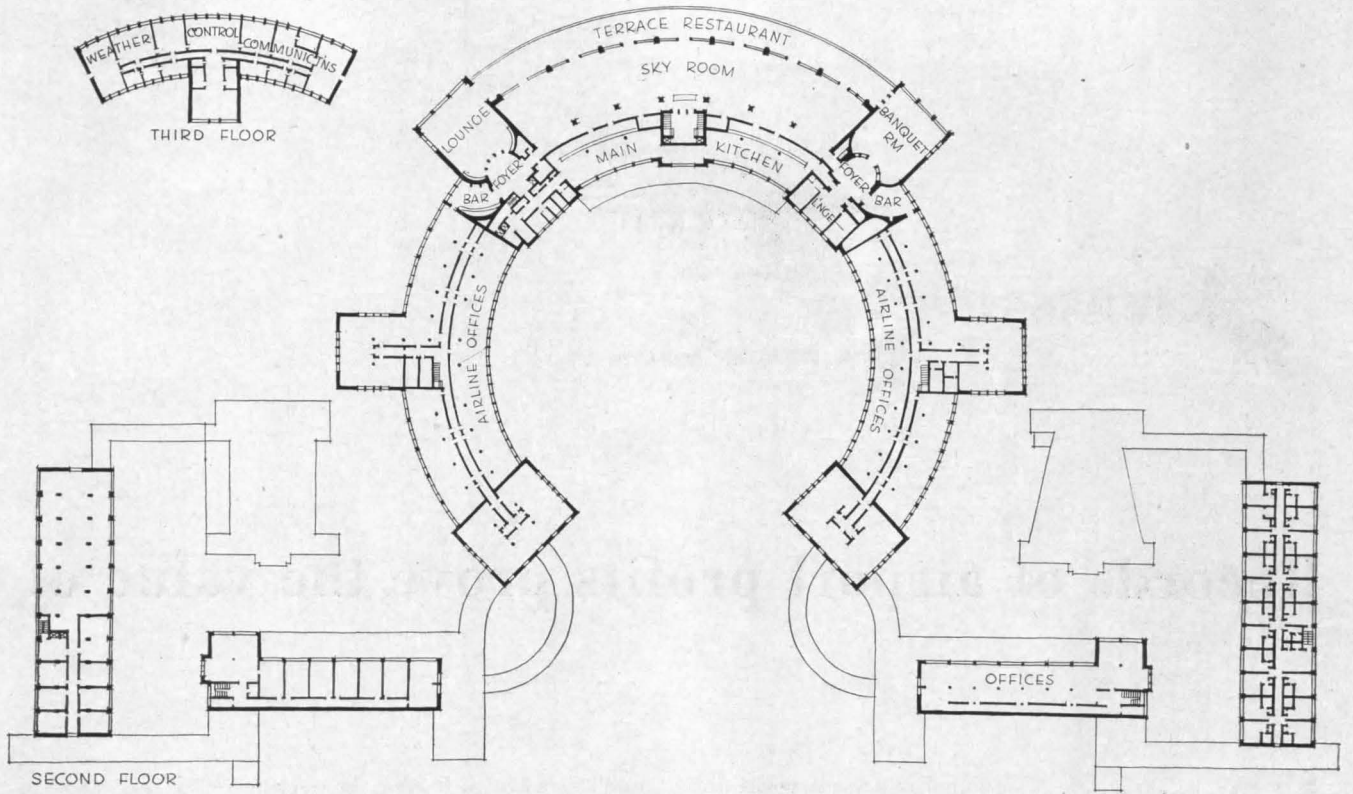 WEATHER
CONTROL
COMMUNICTNS
THIRD FLOOR
TERRACE RESTAURANT
SKY ROOM
LOUNGE
BANQUET
RM
MAIN
KITCHEN
FOYER
FOYER
BAR
BAR
LNGE
AIRLINE OFFICES
AIRLINE OFFICES
OFFICES
SECOND FLOOR